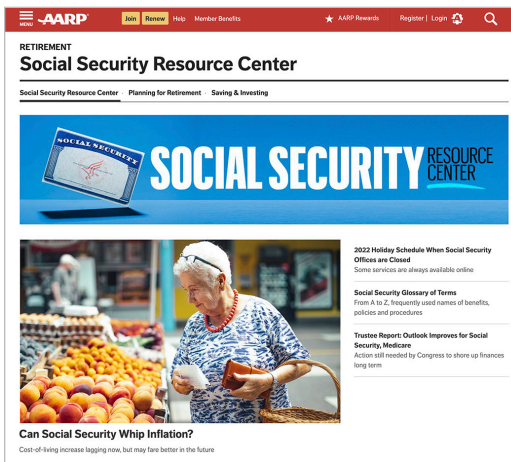 MENU
AARP
Join Renew Help Member Benefits
AARP Rewards
Register | Login
RETIREMENT
Social Security Resource Center
Social Security Resource Center Planning for Retirement Saving & Investing
SOCIAL SECURITY
SOCIAL SECURITY RESOURCE
CENTER
2022 Holiday Schedule When Social Security
Offices are Closed
Some services are always available online
Social Security Glossary of Terms
From A to Z, frequently used names of benefits,
policies and procedures
Trustee Report: Outlook Improves for Social
Security, Medicare
Action still needed by Congress to shore up finances
long term
Can Social Security Whip Inflation?
Cost-of-living increase lagging now, but may fare better in the future